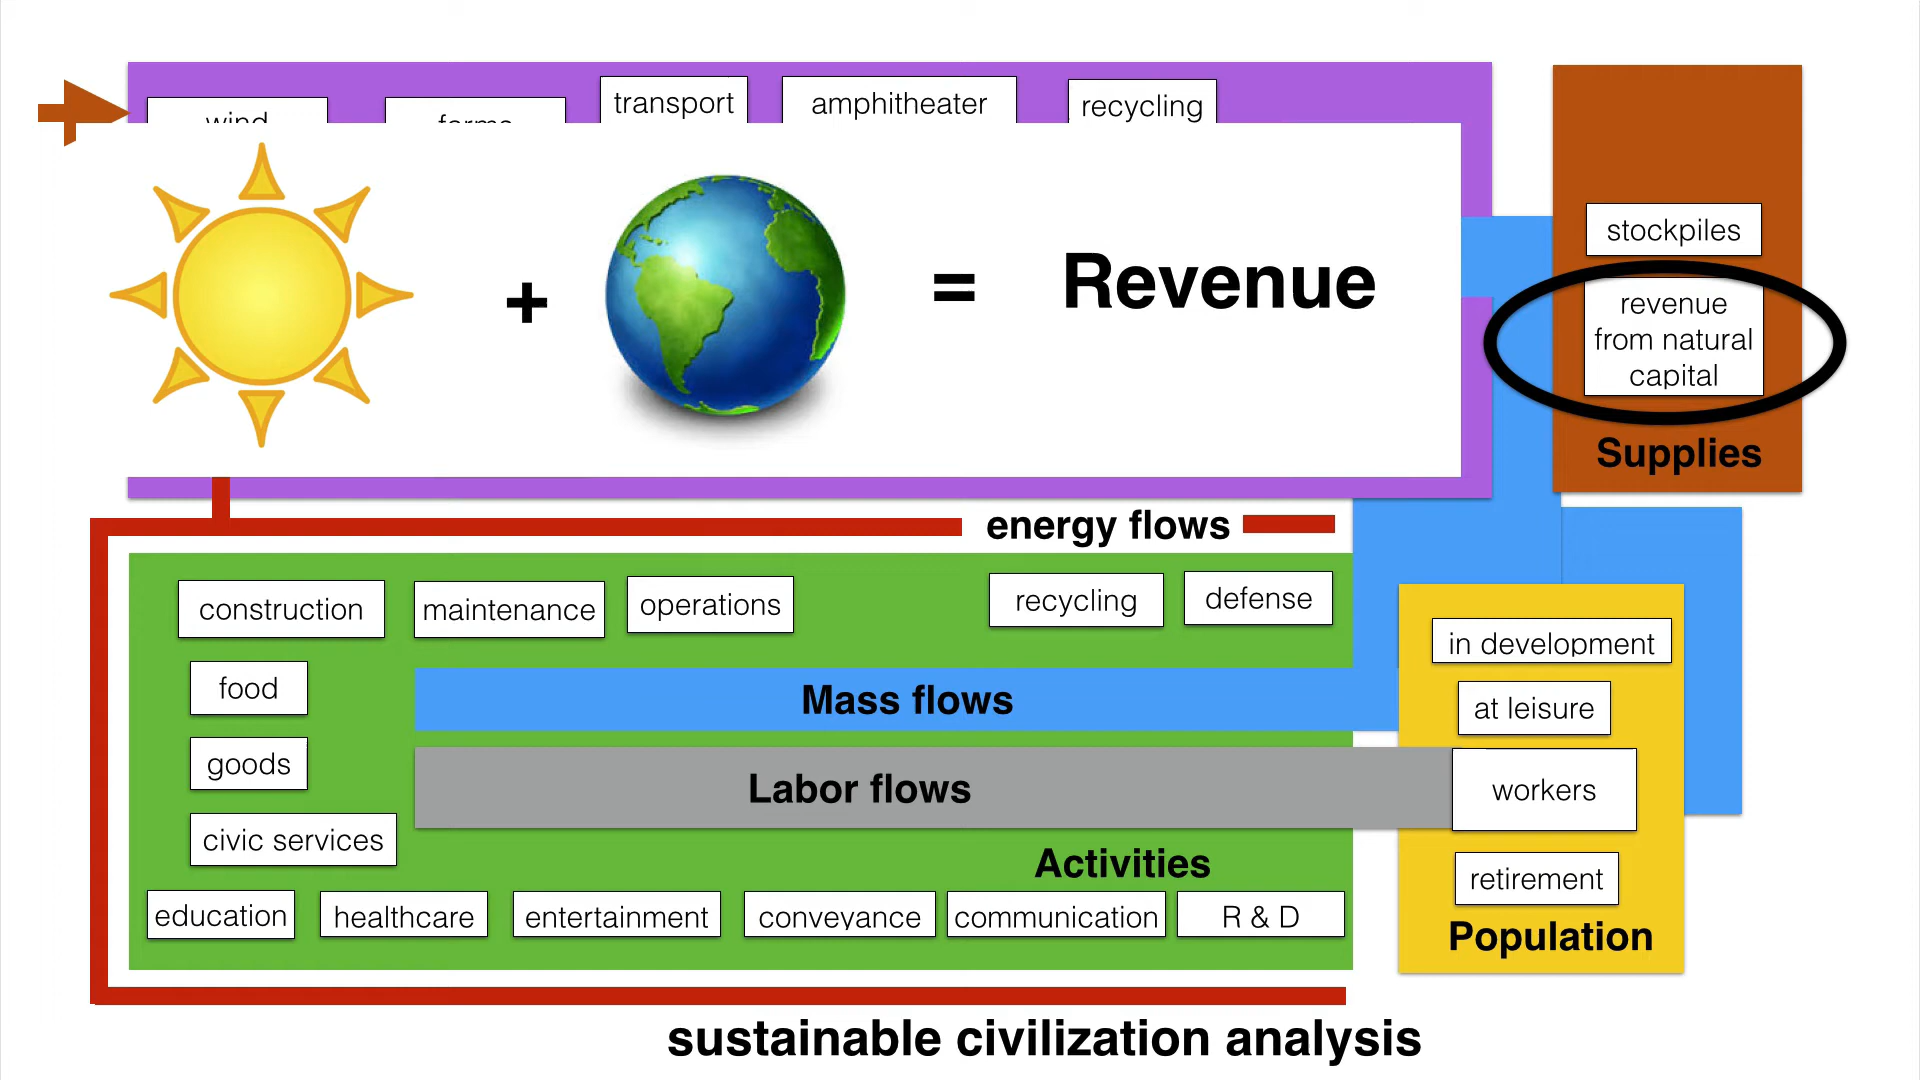 transport
amphitheater
recycling
+
=
Revenue
stockpiles
revenue
from natural
capital
Supplies
energy flows
construction
maintenance
operations
recycling
defense
food
goods
civic services
Mass flows
Labor flows
Activities
education
healthcare
entertainment
conveyance
communication
R & D
in development
at leisure
workers
retirement
Population
sustainable civilization analysis